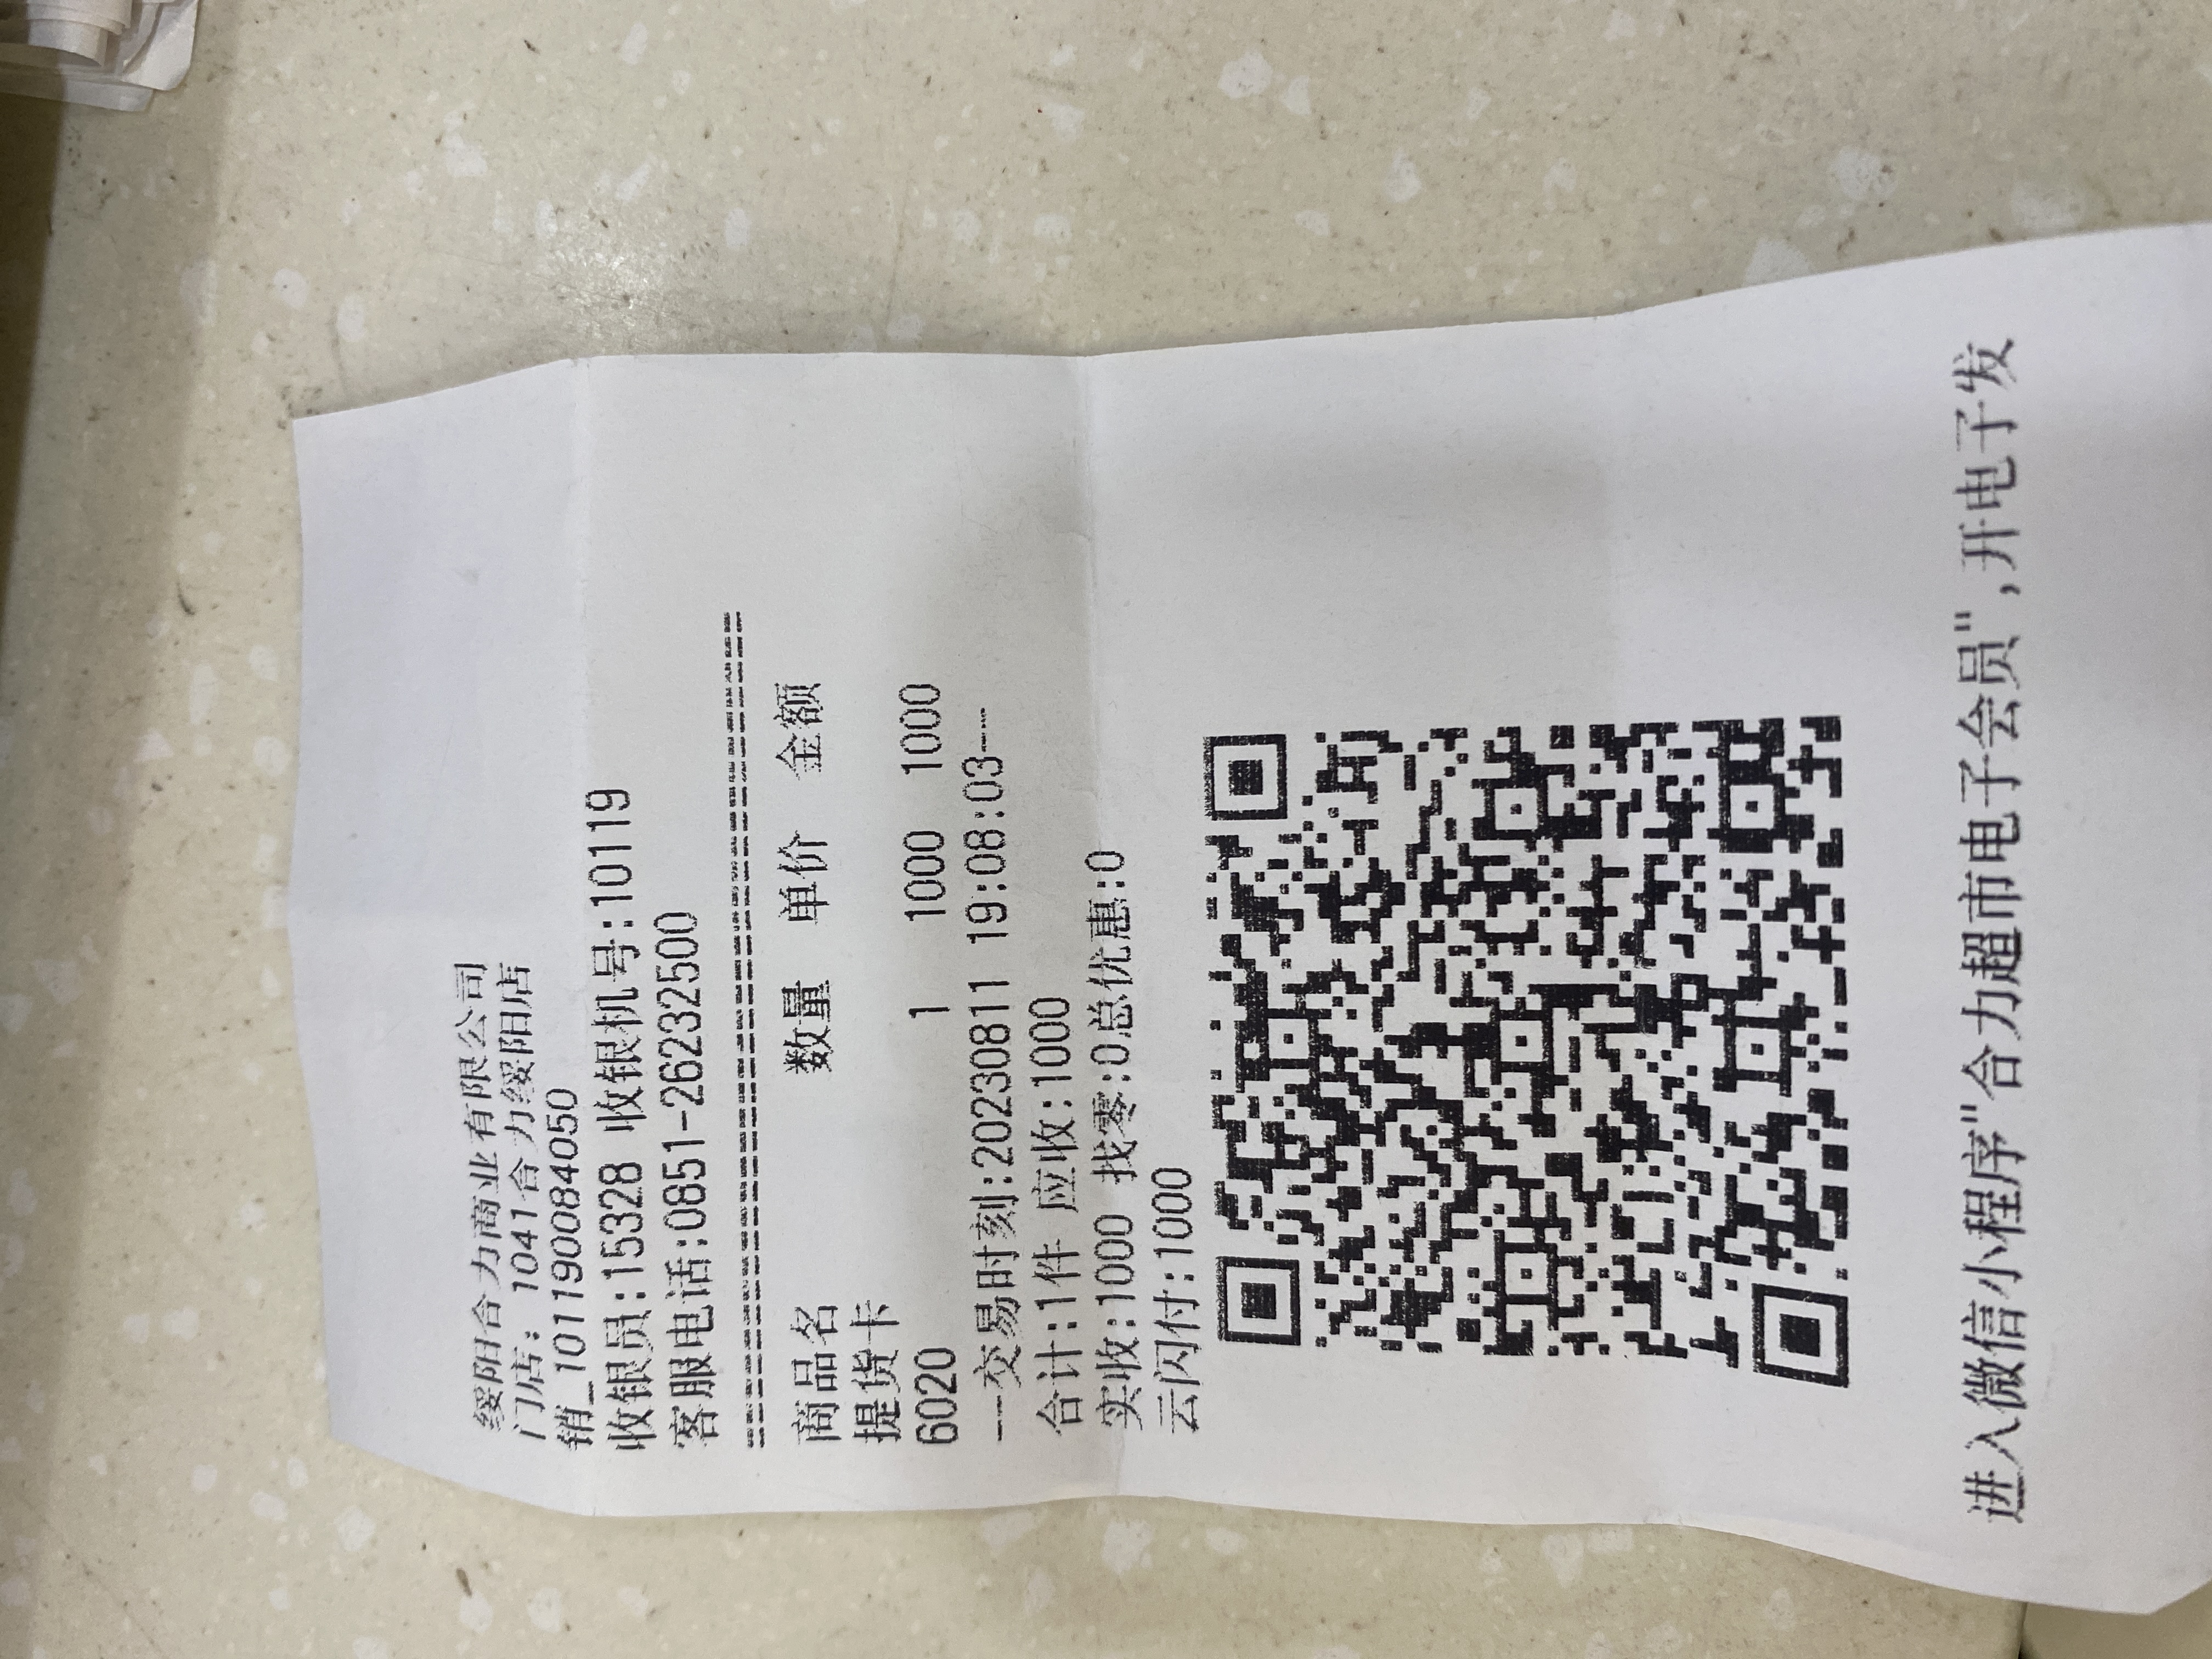 绥阳合力商业有限公司
门店：1041合力绥阳店
销_101190084050
收银员:15328 收银机号:10119
客服电话:0851-26232500
================================
商品名 数量 单价 金额
提货卡
6020 1 1000 1000
--交易时刻:20230811 19:08:03--
合计:1件 应收:1000
实收:1000 找零:0总优惠:0
云闪付:1000
进入微信小程序"合力超市电子会员",开电子发